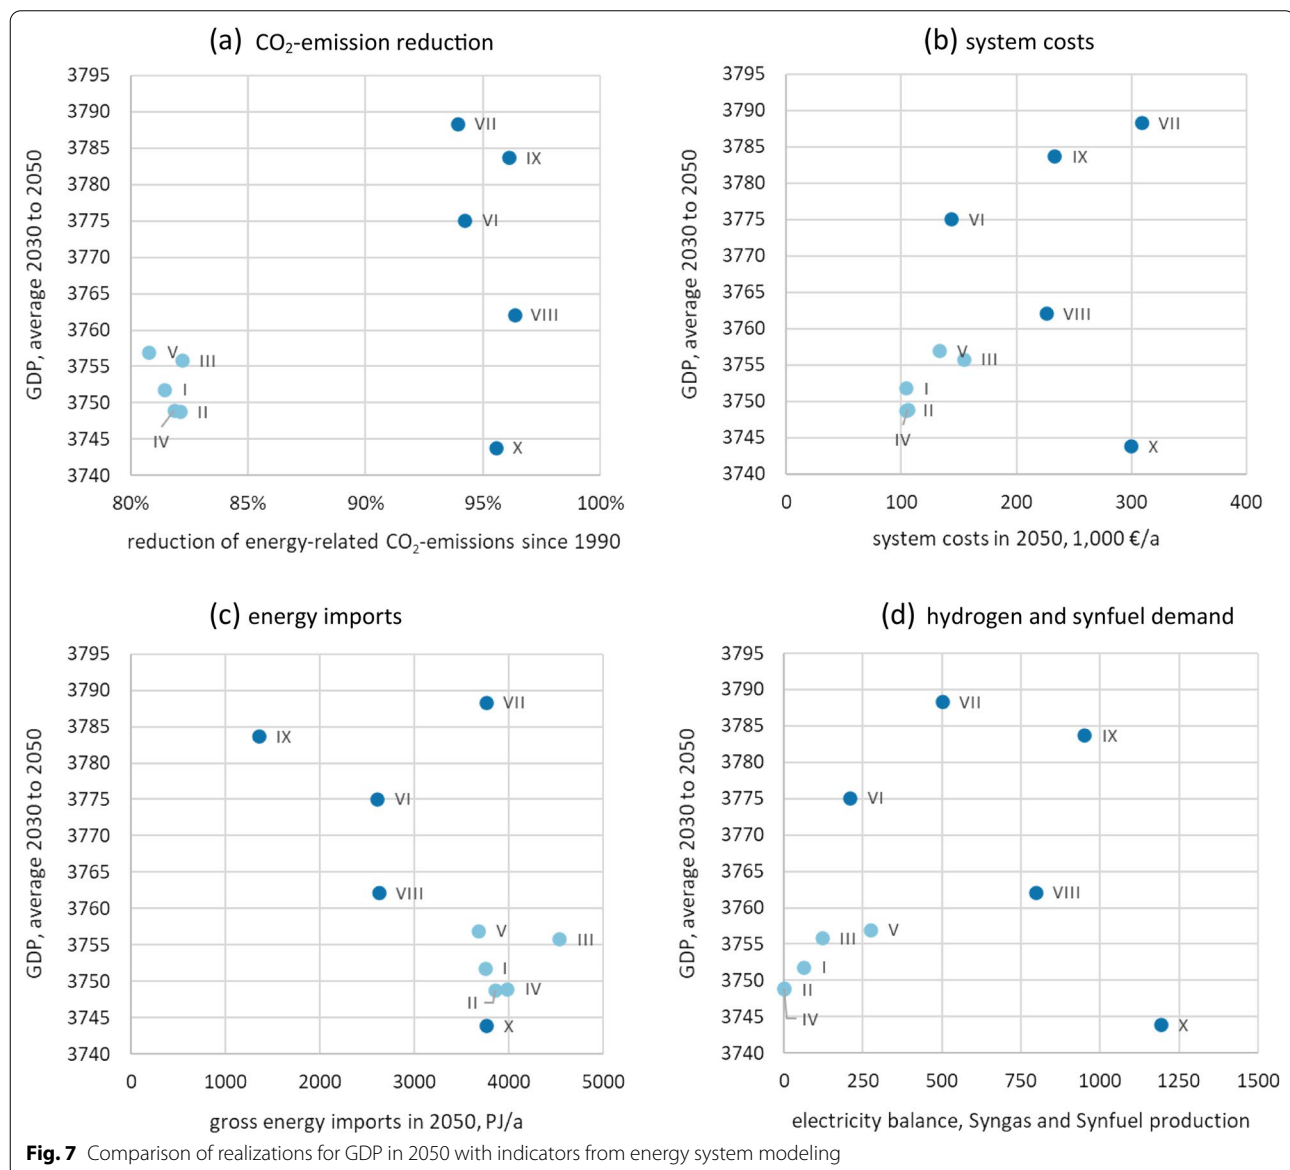 (a) CO₂-emission reduction
GDP, average 2030 to 2050
3795
3790
3785
3780
3775
3770
3765
3760
3755
3750
3745
3740
VII
IX
VI
VIII
V
III
I
II
IV
X
80% 85% 90% 95% 100%
reduction of energy-related CO₂-emissions since 1990
(b) system costs
GDP, average 2030 to 2050
3795
3790
3785
3780
3775
3770
3765
3760
3755
3750
3745
3740
VII
IX
VI
VIII
V
III
I
II
IV
X
0 100 200 300 400
system costs in 2050, 1,000 €/a
(c) energy imports
GDP, average 2030 to 2050
3795
3790
3785
3780
3775
3770
3765
3760
3755
3750
3745
3740
VII
IX
VI
VIII
V
III
I
IV
II
X
0 1000 2000 3000 4000 5000
gross energy imports in 2050, PJ/a
(d) hydrogen and synfuel demand
GDP, average 2030 to 2050
3795
3790
3785
3780
3775
3770
3765
3760
3755
3750
3745
3740
VII
IX
VI
VIII
V
III
I
II
IV
X
0 250 500 750 1000 1250 1500
electricity balance, Syngas and Synfuel production
Fig. 7 Comparison of realizations for GDP in 2050 with indicators from energy system modeling